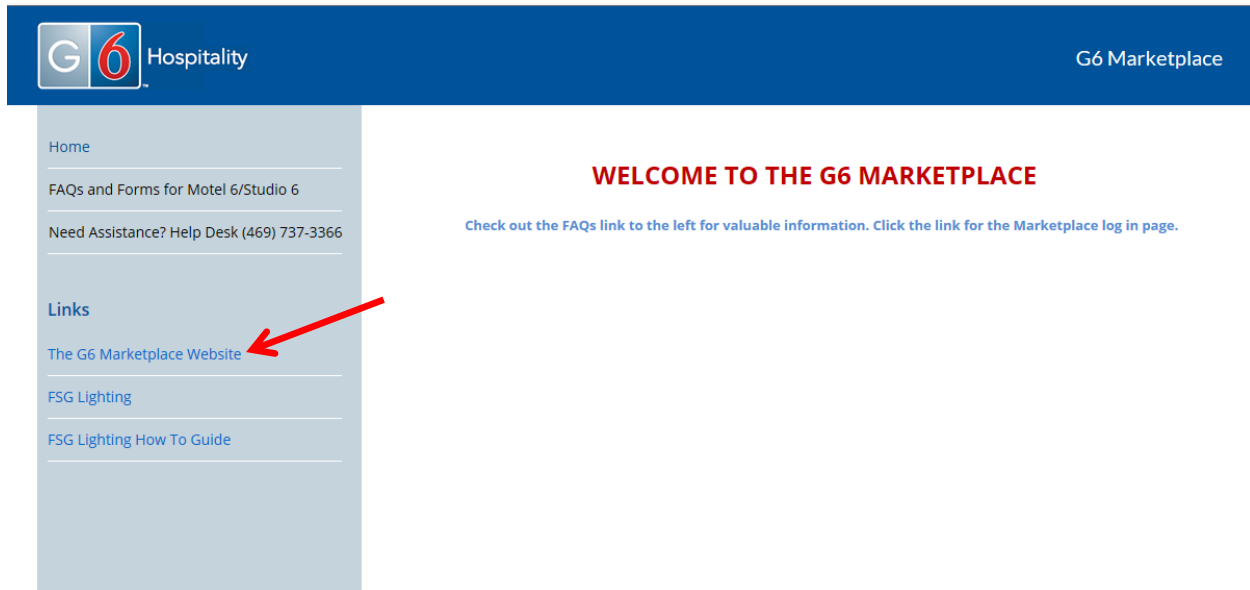 G6 Hospitality
G6 Marketplace
Home
FAQs and Forms for Motel 6/Studio 6
Need Assistance? Help Desk (469) 737-3366
Links
The G6 Marketplace Website
FSG Lighting
FSG Lighting How To Guide
WELCOME TO THE G6 MARKETPLACE
Check out the FAQs link to the left for valuable information. Click the link for the Marketplace log in page.